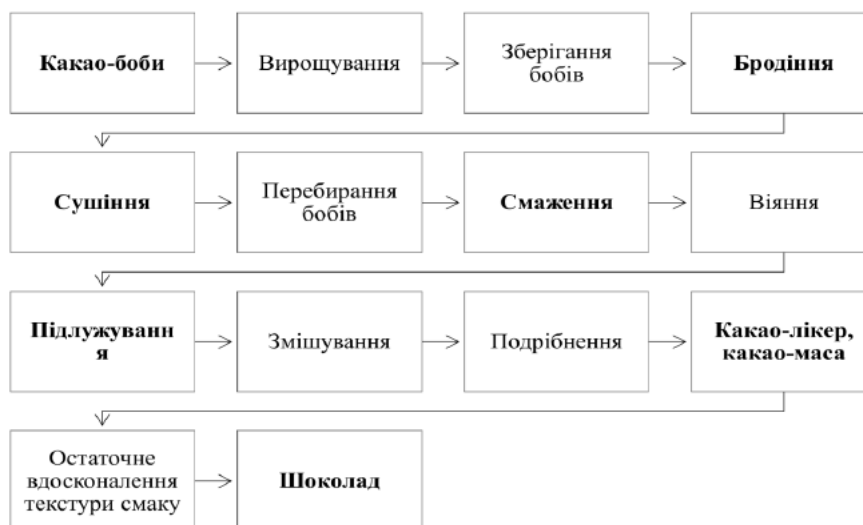 Какао-боби
Вирощування
Зберігання
бобів
Бродіння
Сушіння
Перебирання
бобів
Смаження
Віяння
Підлужуванн
я
Змішування
Подрібнення
Какао-лікер,
какао-маса
Остаточне
вдосконалення
текстури смаку
Шоколад